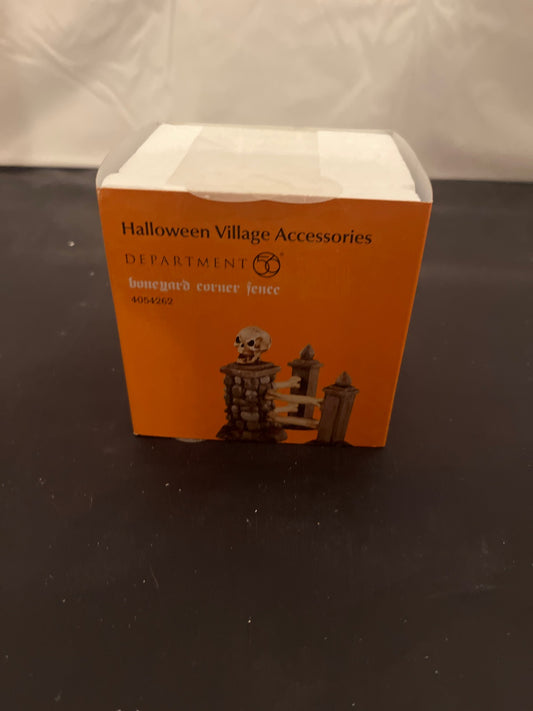 Halloween Village Accessories
DEPARTMENT 56®
boneyard corner fence
4054262